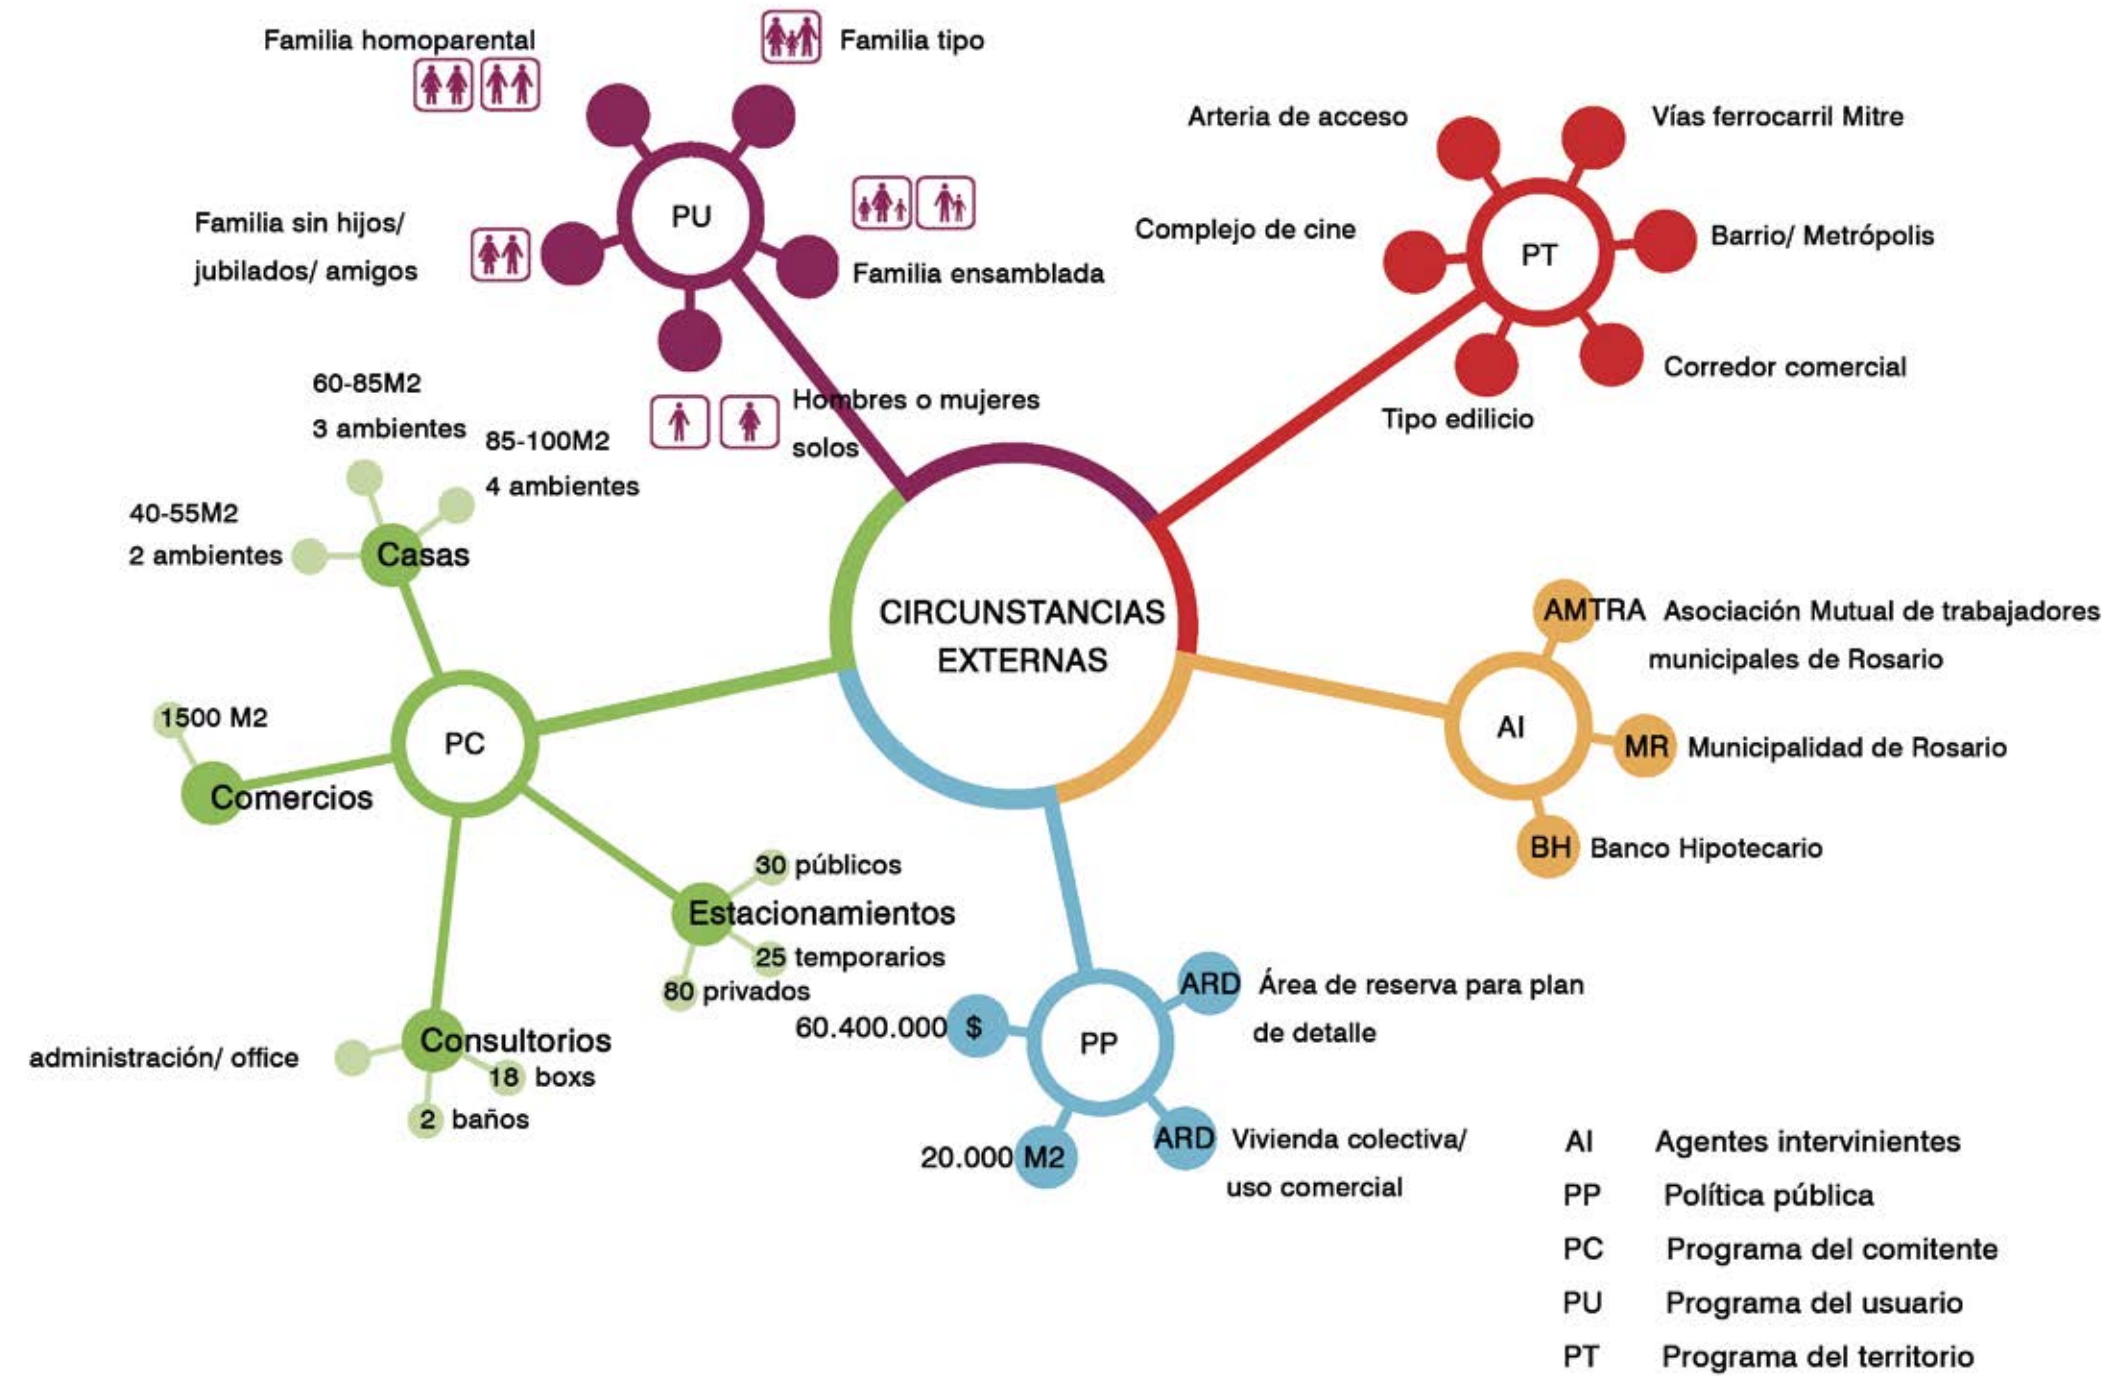 Familia homoparental
Familia tipo
Familia sin hijos/
jubilados/ amigos
PU
Familia ensamblada
Hombres o mujeres
solos
Arteria de acceso
Vías ferrocarril Mitre
Complejo de cine
PT
Barrio/ Metrópolis
Corredor comercial
Tipo edilicio
60-85M2
3 ambientes
85-100M2
4 ambientes
40-55M2
2 ambientes
Casas
CIRCUNSTANCIAS
EXTERNAS
AMTRA Asociación Mutual de trabajadores
municipales de Rosario
AI
MR Municipalidad de Rosario
BH Banco Hipotecario
1500 M2
PC
Comercios
30 públicos
Estacionamientos
25 temporarios
80 privados
Consultorios
administración/ office
18 boxs
2 baños
60.400.000 $
PP
ARD Área de reserva para plan
de detalle
20.000 M2
ARD Vivienda colectiva/
uso comercial
AI Agentes intervinientes
PP Política pública
PC Programa del comitente
PU Programa del usuario
PT Programa del territorio